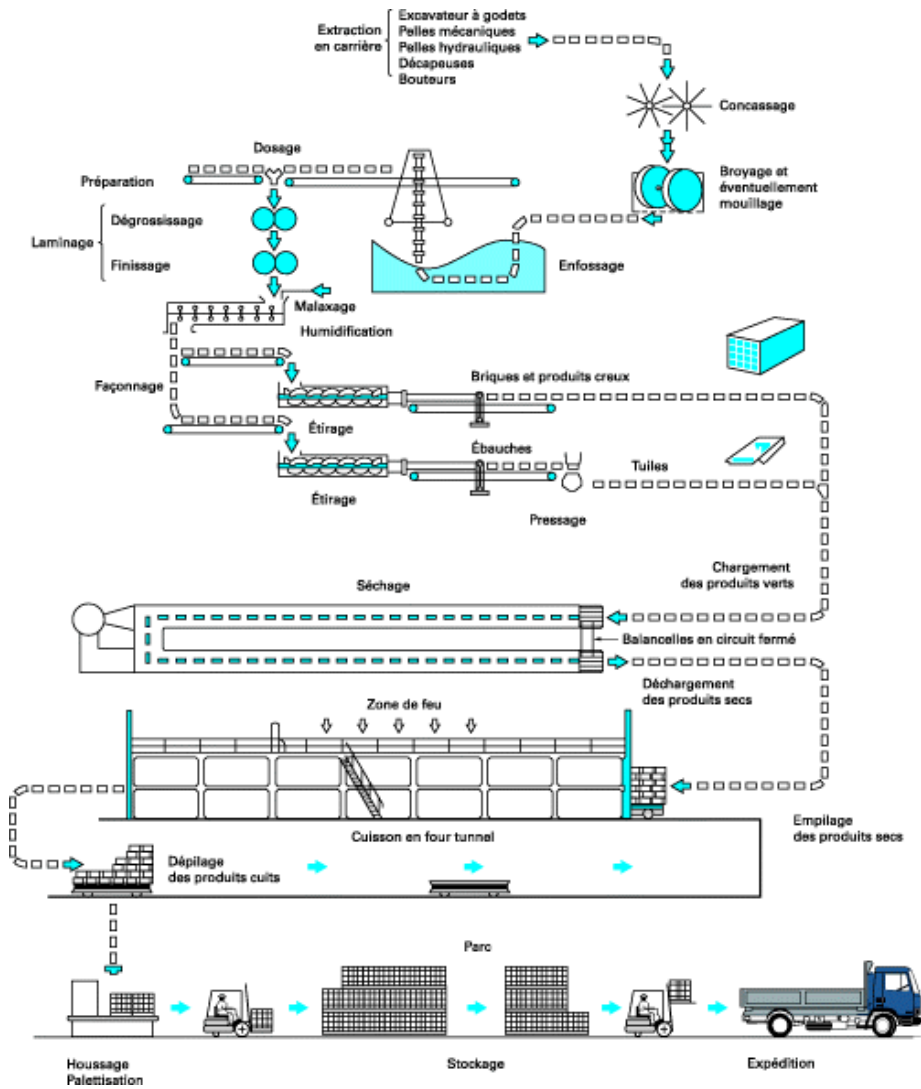 Extraction
en carrière
Excavateur à godets
Pelles mécaniques
Pelles hydrauliques
Décapeuses
Bouteurs
Concassage
Broyage et
éventuellement
mouillage
Dosage
Préparation
Dégrossissage
Laminage
Finissage
Enfossage
Malaxage
Humidification
Façonnage
Briques et produits creux
Étirage
Ébauches
Tuiles
Étirage
Pressage
Chargement
des produits verts
Séchage
Balancelles en circuit fermé
Déchargement
des produits secs
Zone de feu
Empilage
des produits secs
Cuisson en four tunnel
Dépilage
des produits cuits
Parc
Houssage
Palettisation
Stockage
Expédition